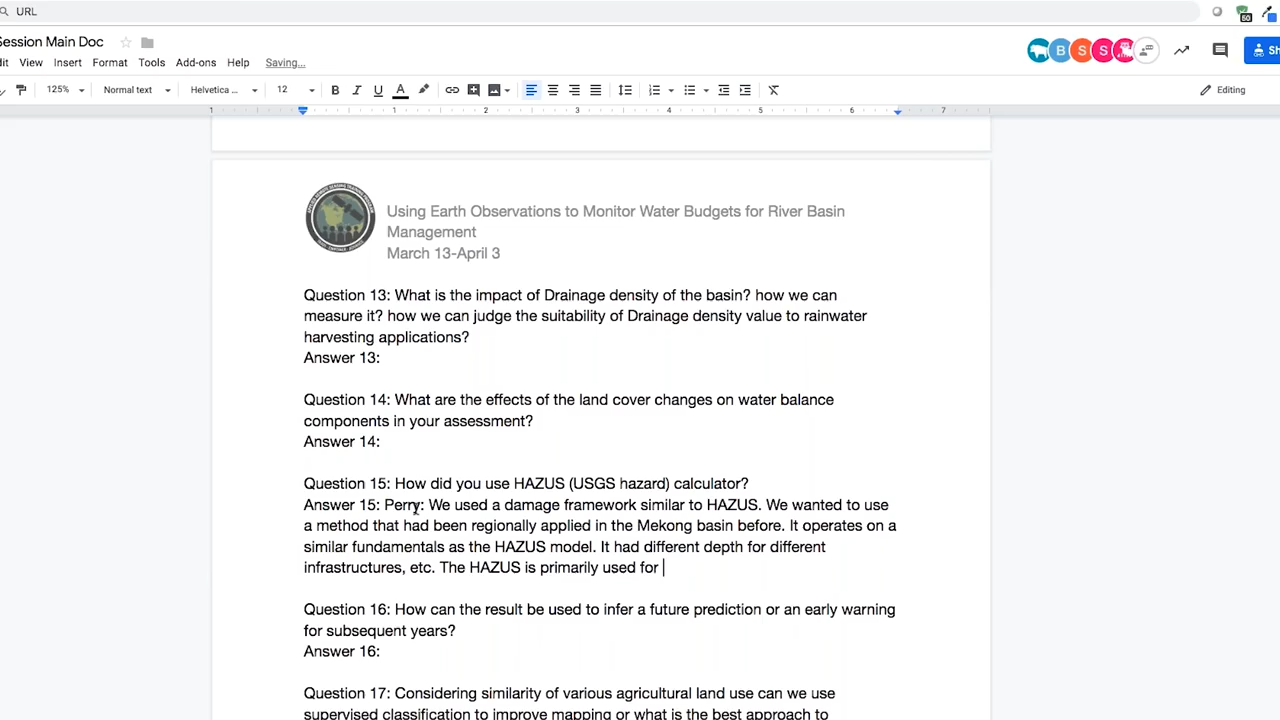 URL
Session Main Doc
View Insert Format Tools Add-ons Help Saving...
125% Normal text Helvetica ... 12 B I U A Editing
1 1 2 3 4 5 6 7
Using Earth Observations to Monitor Water Budgets for River Basin
Management
March 13-April 3
Question 13: What is the impact of Drainage density of the basin? how we can
measure it? how we can judge the suitability of Drainage density value to rainwater
harvesting applications?
Answer 13:
Question 14: What are the effects of the land cover changes on water balance
components in your assessment?
Answer 14:
Question 15: How did you use HAZUS (USGS hazard) calculator?
Answer 15: Perry: We used a damage framework similar to HAZUS. We wanted to use
a method that had been regionally applied in the Mekong basin before. It operates on a
similar fundamentals as the HAZUS model. It had different depth for different
infrastructures, etc. The HAZUS is primarily used for
Question 16: How can the result be used to infer a future prediction or an early warning
for subsequent years?
Answer 16:
Question 17: Considering similarity of various agricultural land use can we use
supervised classification to improve mapping or what is the best approach to